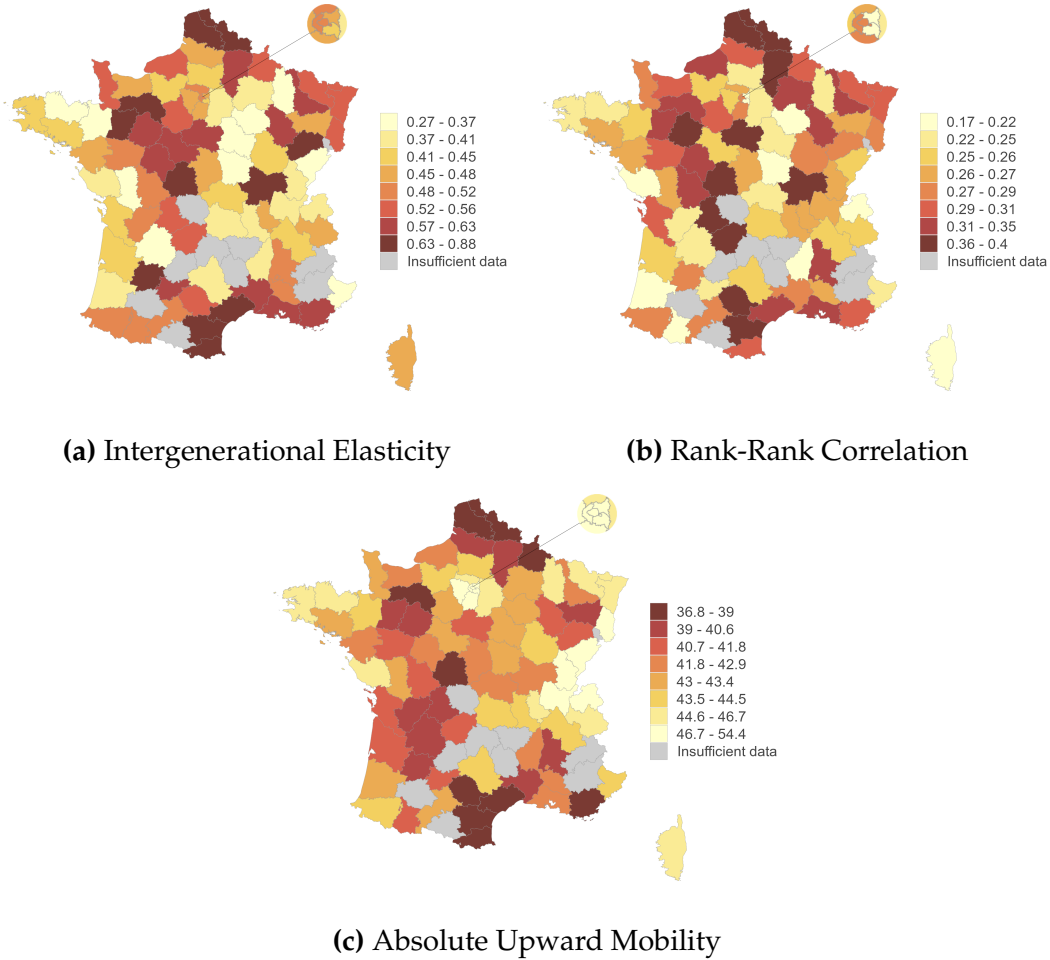 0.27 - 0.37
0.37 - 0.41
0.41 - 0.45
0.45 - 0.48
0.48 - 0.52
0.52 - 0.56
0.57 - 0.63
0.63 - 0.88
Insufficient data
(a) Intergenerational Elasticity
0.17 - 0.22
0.22 - 0.25
0.25 - 0.26
0.26 - 0.27
0.27 - 0.29
0.29 - 0.31
0.31 - 0.35
0.36 - 0.4
Insufficient data
(b) Rank-Rank Correlation
36.8 - 39
39 - 40.6
40.7 - 41.8
41.8 - 42.9
43 - 43.4
43.5 - 44.5
44.6 - 46.7
46.7 - 54.4
Insufficient data
(c) Absolute Upward Mobility